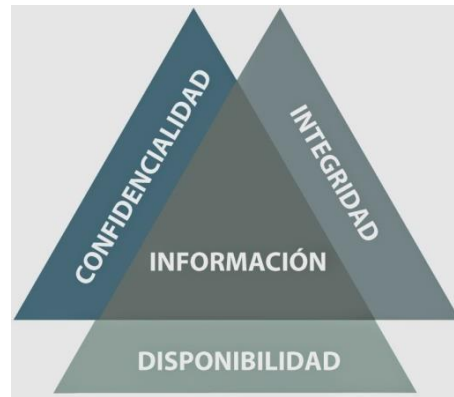 CONFIDENCIALIDAD
INTEGRIDAD
INFORMACIÓN
DISPONIBILIDAD